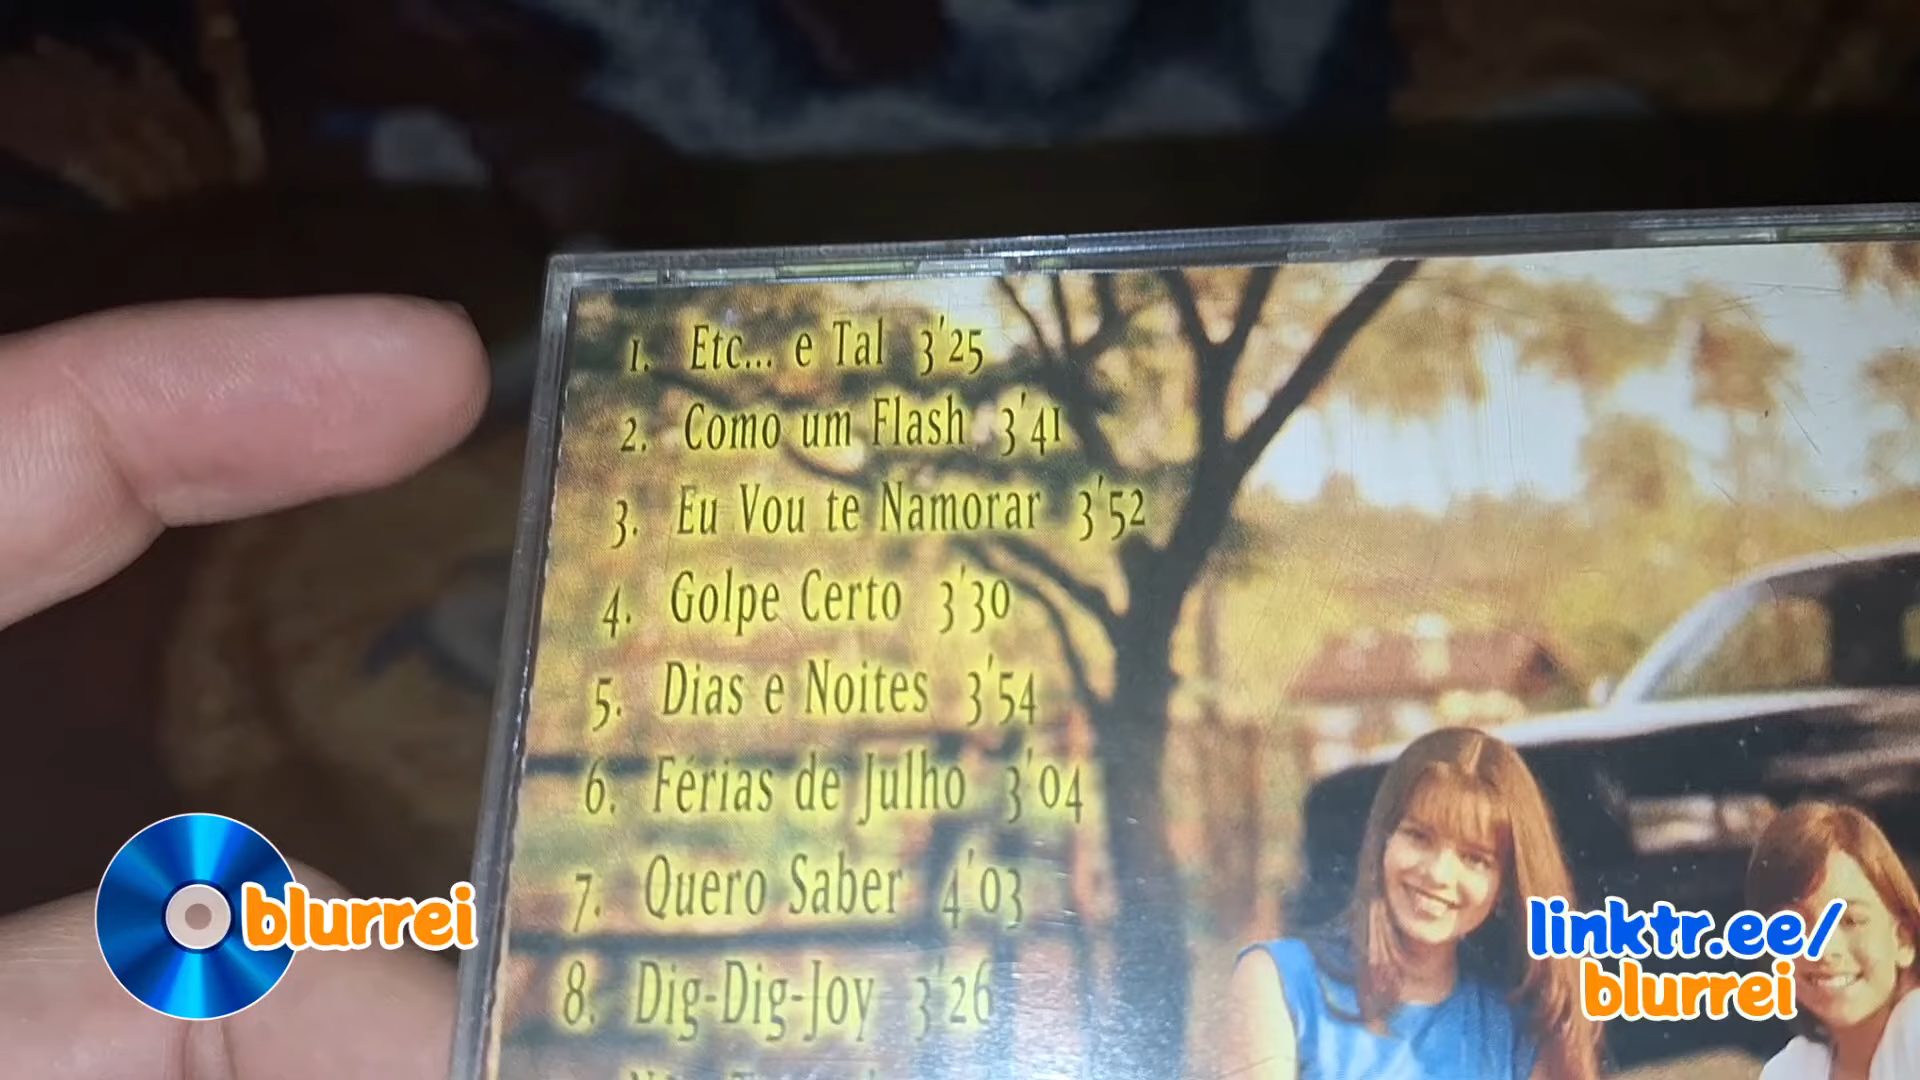 1. Etc... e Tal 3'25
2. Como um Flash 3'41
3. Eu Vou te Namorar 3'52
4. Golpe Certo 3'30
5. Dias e Noites 3'54
6. Férias de Julho 3'04
7. Quero Saber 4'03
8. Dig-Dig-Joy 3'26
blurrei
linktr.ee/
blurrei